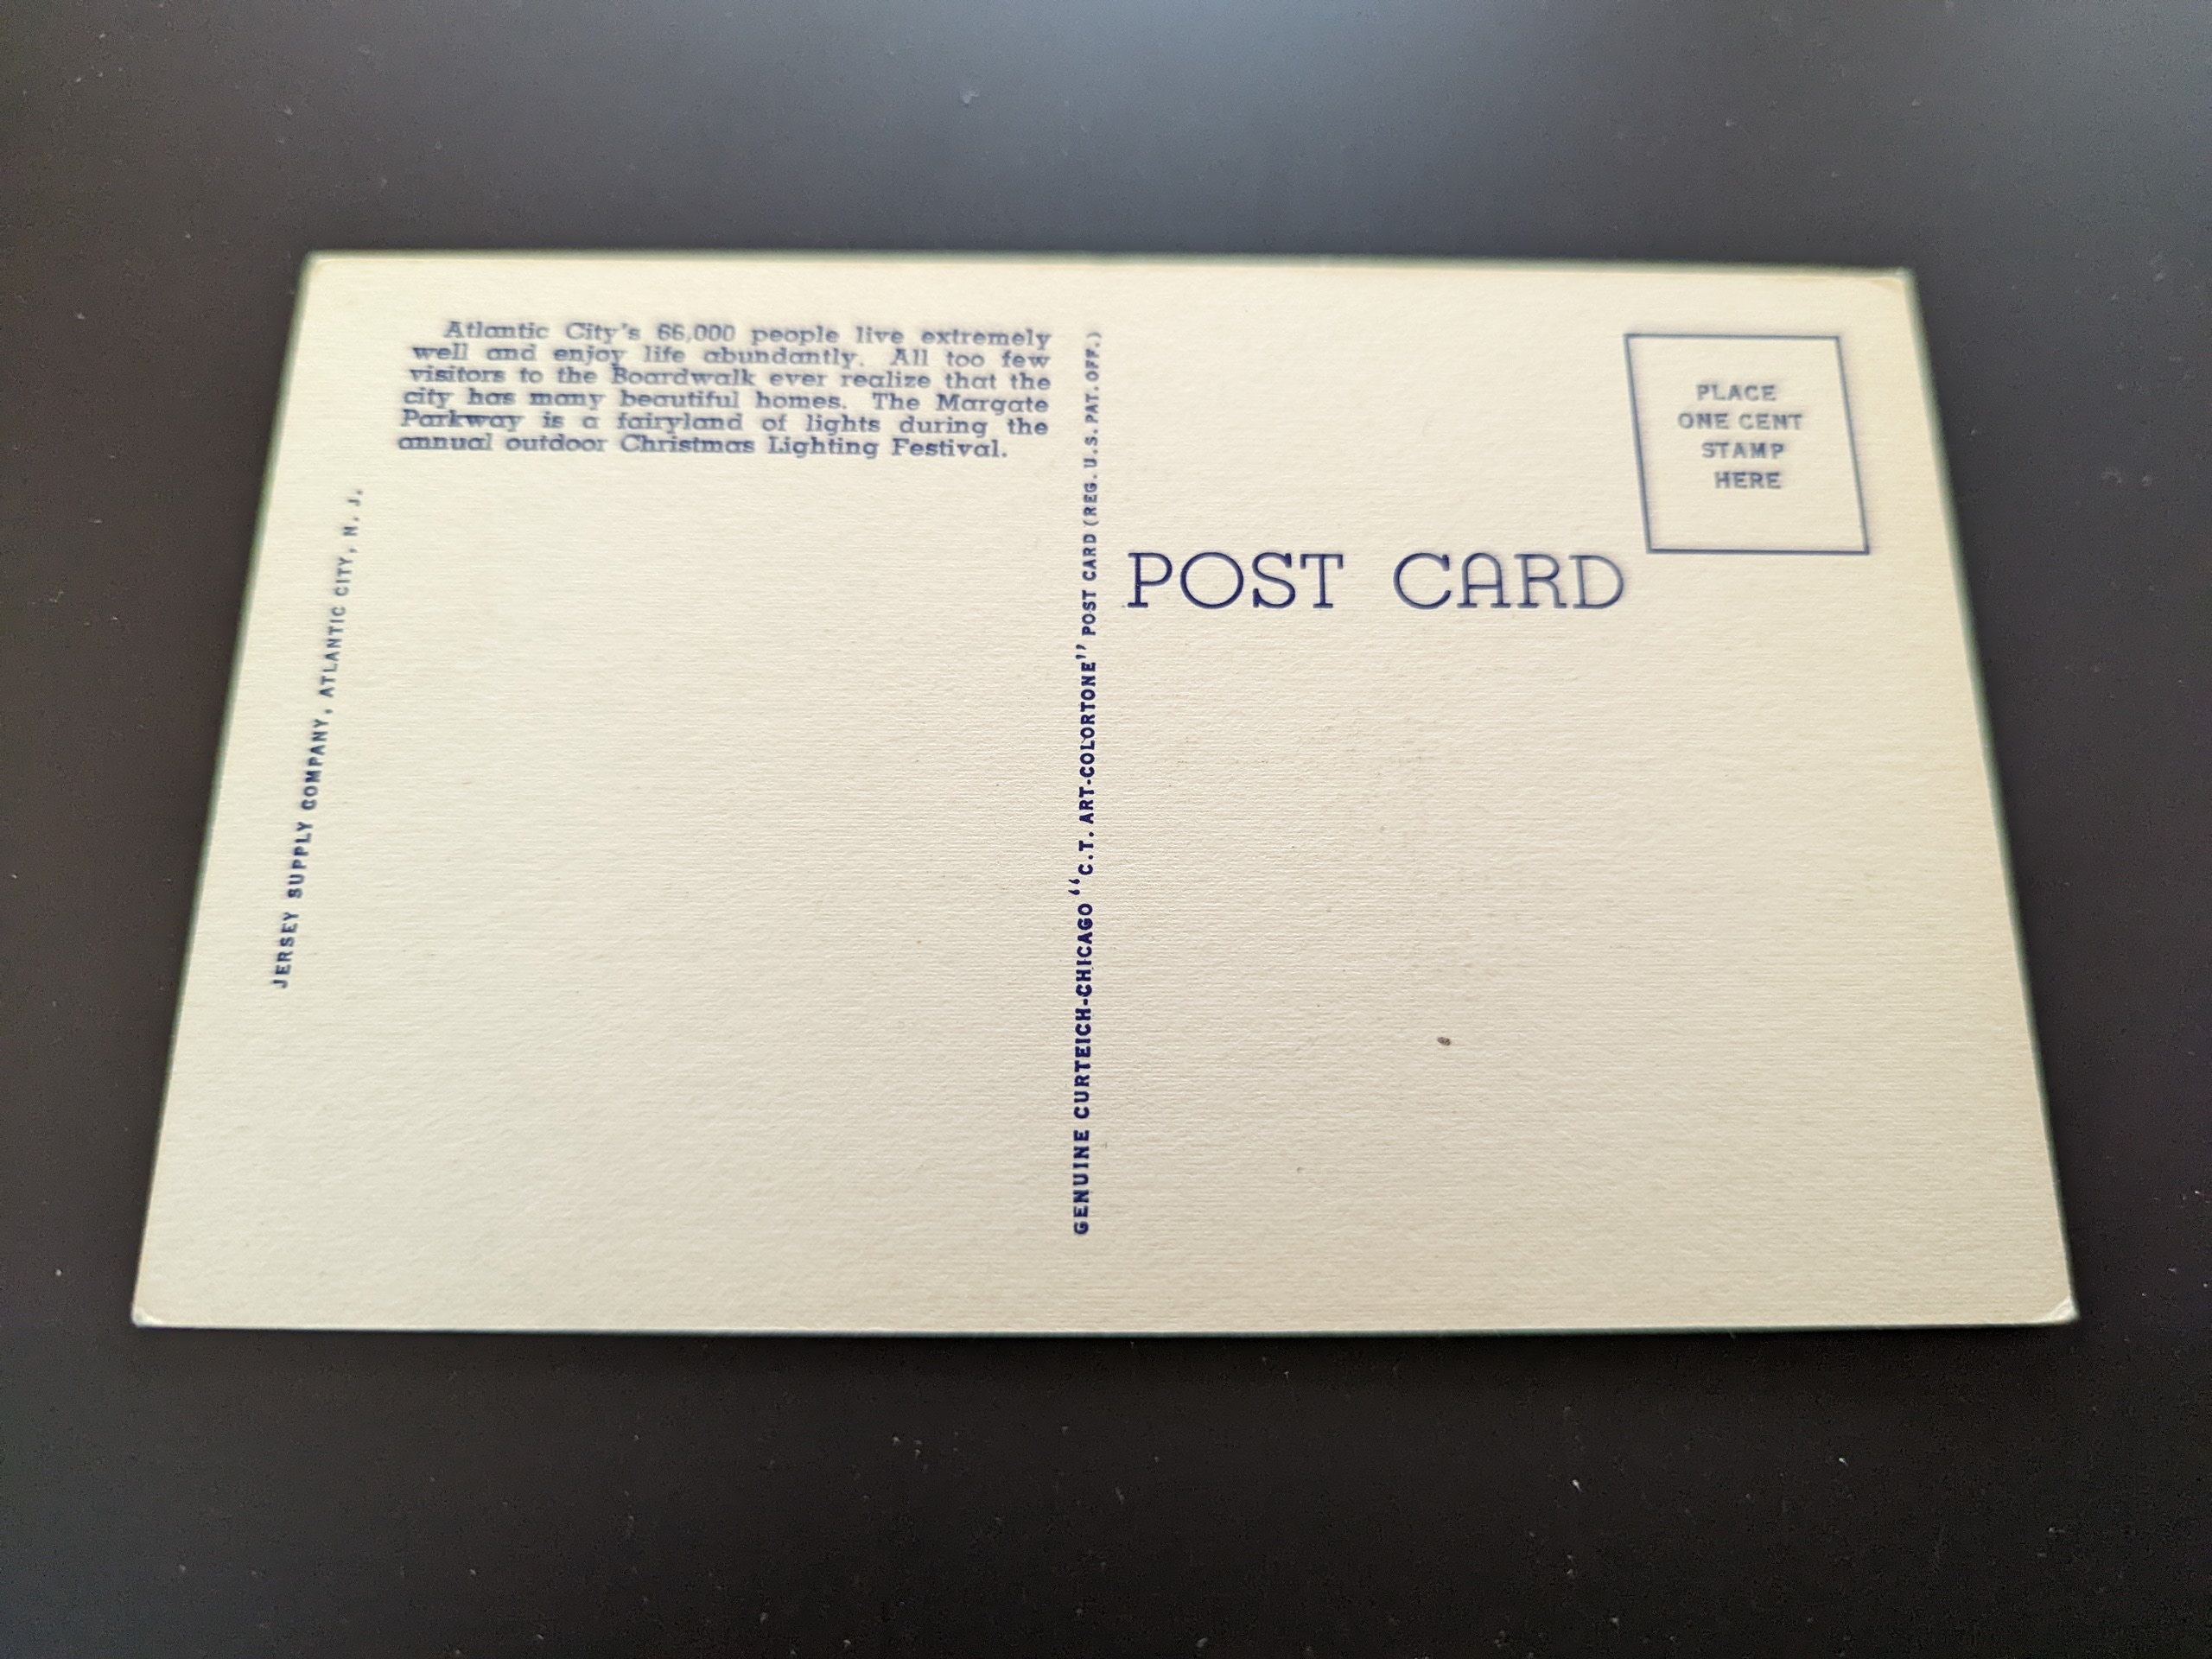 Atlantic City's 66,000 people live extremely
well and enjoy life abundantly. All too few
visitors to the Boardwalk ever realize that the
city has many beautiful homes. The Margate
Parkway is a fairyland of lights during the
annual outdoor Christmas Lighting Festival.
JERSEY SUPPLY COMPANY, ATLANTIC CITY, N. J.
GENUINE CURTEICH-CHICAGO "C.T. ART-COLORTONE" POST CARD (REG. U.S. PAT. OFF.)
POST CARD
PLACE
ONE CENT
STAMP
HERE